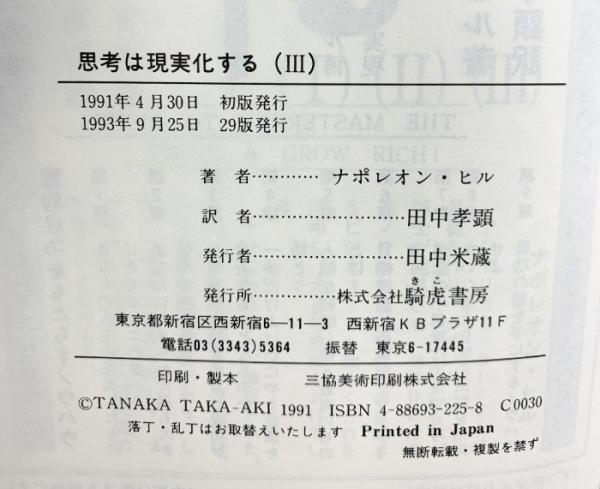 思考は現実化する（III）
1991年4月30日　初版発行
1993年9月25日　29版発行
著　者…………ナポレオン・ヒル
訳　者…………………………田中孝顕
発行者…………………………田中米蔵
きこ
発行所……………株式会社騎虎書房
東京都新宿区西新宿6—11—3　西新宿ＫＢプラザ11Ｆ
電話03(3343)5364　振替　東京6-17445
印刷・製本　三協美術印刷株式会社
©TANAKA TAKA-AKI 1991 ISBN 4-88693-225-8 C0030
落丁・乱丁はお取替えいたします　Printed in Japan
無断転載・複製を禁ず